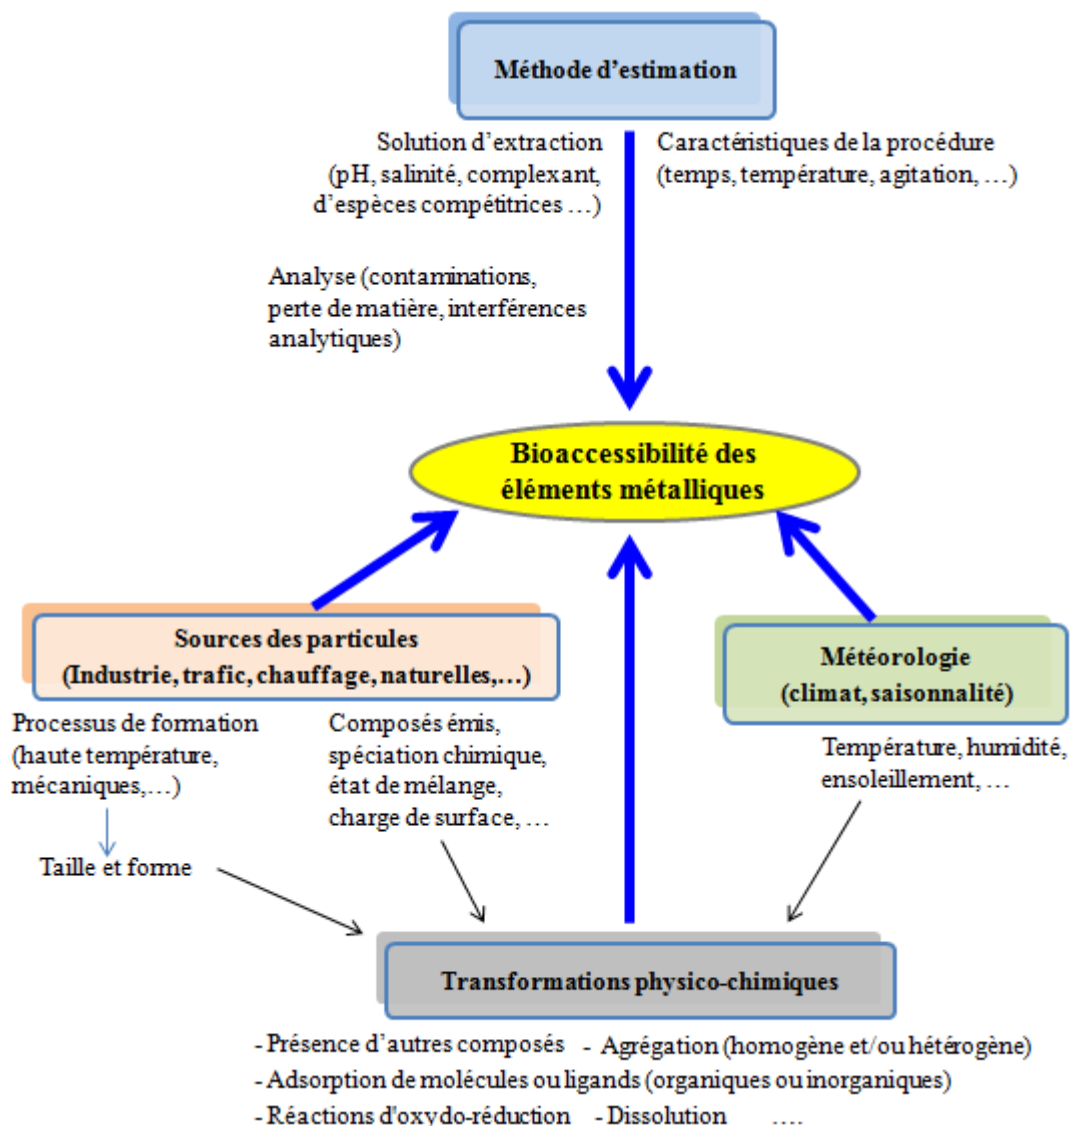 Méthode d'estimation
Solution d'extraction
(pH, salinité, complexant,
d'espèces compétitrices …)
Caractéristiques de la procédure
(temps, température, agitation, …)
Analyse (contaminations,
perte de matière, interférences
analytiques)
Bioaccessibilité des
éléments métalliques
Sources des particules
(Industrie, trafic, chauffage, naturelles,…)
Météorologie
(climat, saisonnalité)
Processus de formation
(haute température,
mécaniques,…)
Composés émis,
spéciation chimique,
état de mélange,
charge de surface, …
Température, humidité,
ensoleillement, …
Taille et forme
Transformations physico-chimiques
- Présence d'autres composés - Agrégation (homogène et/ou hétérogène)
- Adsorption de molécules ou ligands (organiques ou inorganiques)
- Réactions d'oxydo-réduction - Dissolution ….